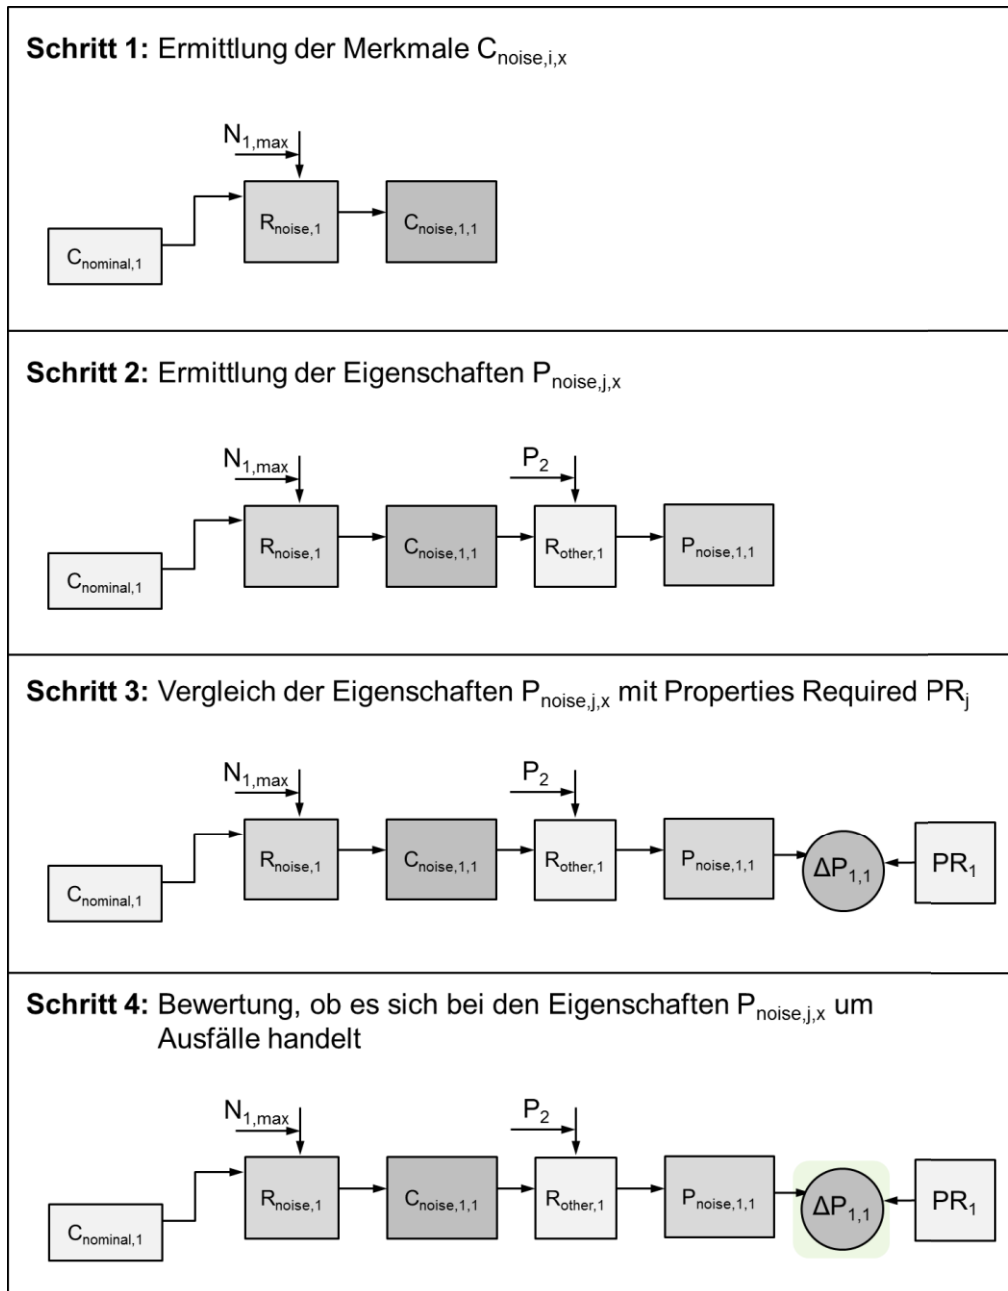 Schritt 1: Ermittlung der Merkmale C_noise,i,x
N_1,max
C_nominal,1
R_noise,1
C_noise,1,1
Schritt 2: Ermittlung der Eigenschaften P_noise,j,x
N_1,max
P_2
C_nominal,1
R_noise,1
C_noise,1,1
R_other,1
P_noise,1,1
Schritt 3: Vergleich der Eigenschaften P_noise,j,x mit Properties Required PR_j
N_1,max
P_2
C_nominal,1
R_noise,1
C_noise,1,1
R_other,1
P_noise,1,1
ΔP_1,1
PR_1
Schritt 4: Bewertung, ob es sich bei den Eigenschaften P_noise,j,x um
Ausfälle handelt
N_1,max
P_2
C_nominal,1
R_noise,1
C_noise,1,1
R_other,1
P_noise,1,1
ΔP_1,1
PR_1